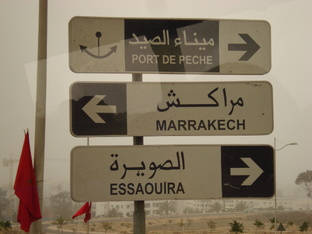 ميناء الصيد
PORT DE PECHE
مراكش
MARRAKECH
الصويرة
ESSAOUIRA